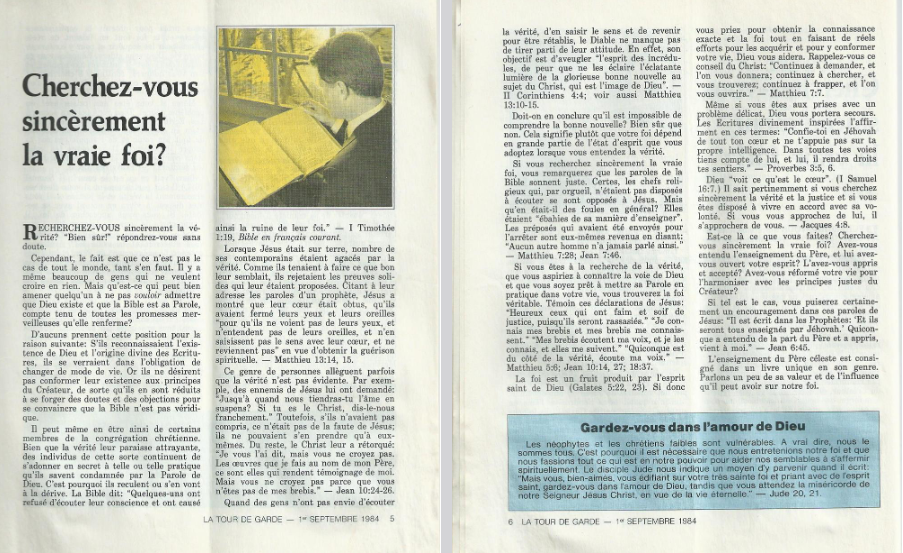 Cherchez-vous
sincèrement
la vraie foi?
RECHERCHEZ-VOUS sincèrement la vé-
rité? “Bien sûr!” répondrez-vous sans
doute.
Cependant, le fait est que ce n'est pas le
cas de tout le monde, tant s'en faut. Il y a
même beaucoup de gens qui ne veulent
croire en rien. Mais qu'est-ce qui peut bien
amener quelqu'un à ne pas vouloir admettre
que Dieu existe et que la Bible est sa Parole,
compte tenu de toutes les promesses mer-
veilleuses qu'elle renferme?
D'aucuns prennent cette position pour la
raison suivante: S'ils reconnaissaient l'exis-
tence de Dieu et l'origine divine des Ecritu-
res, ils se verraient dans l'obligation de
changer de mode de vie. Or ils ne désirent
pas conformer leur existence aux principes
du Créateur, de sorte qu'ils en sont réduits
à se forger des doutes et des objections pour
se convaincre que la Bible n'est pas véridi-
que.
Il peut même en être ainsi de certains
membres de la congrégation chrétienne.
Bien que la vérité leur paraisse attrayante,
des individus de cette sorte continuent de
s'adonner en secret à telle ou telle pratique
qu'ils savent condamnée par la Parole de
Dieu. C'est pourquoi ils reculent ou s'en vont
à la dérive. La Bible dit: “Quelques-uns ont
refusé d'écouter leur conscience et ont causé
ainsi la ruine de leur foi.” — I Timothée
1:19, Bible en français courant.
Lorsque Jésus était sur terre, nombre de
ses contemporains étaient agacés par la
vérité. Comme ils tenaient à faire ce que bon
leur semblait, ils rejetaient les preuves soli-
des qui leur étaient proposées. Citant à leur
adresse les paroles d'un prophète, Jésus a
montré que leur cœur était obtus, qu'ils
avaient fermé leurs yeux et leurs oreilles
“pour qu'ils ne voient pas de leurs yeux, et
n'entendent pas de leurs oreilles, et n'en
saisissent pas le sens avec leur cœur, et ne
reviennent pas” en vue d'obtenir la guérison
spirituelle. — Matthieu 13:14, 15.
Ce genre de personnes allèguent parfois
que la vérité n'est pas évidente. Par exem-
ple, des ennemis de Jésus lui ont demandé:
“Jusqu'à quand nous tiendras-tu l'âme en
suspens? Si tu es le Christ, dis-le-nous
franchement.” Toutefois, s'ils n'avaient pas
compris, ce n'était pas de la faute de Jésus;
ils ne pouvaient s'en prendre qu'à eux-
mêmes. Du reste, le Christ leur a rétorqué:
“Je vous l'ai dit, mais vous ne croyez pas.
Les œuvres que je fais au nom de mon Père,
ce sont elles qui rendent témoignage de moi.
Mais vous ne croyez pas parce que vous
n'êtes pas de mes brebis.” — Jean 10:24-26.
Quand des gens n'ont pas envie d'écouter
LA TOUR DE GARDE — 1er SEPTEMBRE 1984 5
la vérité, d'en saisir le sens et de revenir
pour être rétablis, le Diable ne manque pas
de tirer parti de leur attitude. En effet, son
objectif est d'aveugler “l'esprit des incrédu-
les, de peur que ne les éclaire l'éclatante
lumière de la glorieuse bonne nouvelle au
sujet du Christ, qui est l'image de Dieu”. —
II Corinthiens 4:4; voir aussi Matthieu
13:10-15.
Doit-on en conclure qu'il est impossible de
comprendre la bonne nouvelle? Bien sûr que
non. Cela signifie plutôt que votre foi dépend
en grande partie de l'état d'esprit que vous
adoptez lorsque vous entendez la vérité.
Si vous recherchez sincèrement la vraie
foi, vous remarquerez que les paroles de la
Bible sonnent juste. Certes, les chefs reli-
gieux qui, par orgueil, n'étaient pas disposés
à écouter se sont opposés à Jésus. Mais
qu'en était-il des foules en général? Elles
“étaient ébahies de sa manière d'enseigner”.
Les préposés qui avaient été envoyés pour
l'arrêter sont eux-mêmes revenus en disant:
“Aucun autre homme n'a jamais parlé ainsi.”
— Matthieu 7:28; Jean 7:46.
Si vous êtes à la recherche de la vérité,
que vous aspiriez à connaître la voie de Dieu
et que vous soyez prêt à mettre sa Parole en
pratique dans votre vie, vous trouverez la foi
véritable. Témoin ces déclarations de Jésus:
“Heureux ceux qui ont faim et soif de
justice, puisqu'ils seront rassasiés.” “Je con-
nais mes brebis et mes brebis me connais-
sent.” “Mes brebis écoutent ma voix, et je les
connais, et elles me suivent.” “Quiconque est
du côté de la vérité, écoute ma voix.” —
Matthieu 5:6; Jean 10:14, 27; 18:37.
La foi est un fruit produit par l'esprit
saint de Dieu (Galates 5:22, 23). Si donc
vous priez pour obtenir la connaissance
exacte et la foi tout en faisant de réels
efforts pour les acquérir et pour y conformer
votre vie, Dieu vous aidera. Rappelez-vous ce
conseil du Christ: “Continuez à demander, et
l'on vous donnera; continuez à chercher, et
vous trouverez; continuez à frapper, et l'on
vous ouvrira.” — Matthieu 7:7.
Même si vous êtes aux prises avec un
problème délicat, Dieu vous portera secours.
Les Ecritures divinement inspirées l'affir-
ment en ces termes: “Confie-toi en Jéhovah
de tout ton cœur et ne t'appuie pas sur ta
propre intelligence. Dans toutes tes voies
tiens compte de lui, et lui, il rendra droits
tes sentiers.” — Proverbes 3:5, 6.
Dieu “voit ce qu'est le cœur”. (I Samuel
16:7.) Il sait pertinemment si vous cherchez
sincèrement la vérité et la justice et si vous
êtes disposé à vivre en accord avec sa vo-
lonté. Si vous vous approchez de lui, il
s'approchera de vous. — Jacques 4:8.
Est-ce là ce que vous faites? Cherchez-
vous sincèrement la vraie foi? Avez-vous
entendu l'enseignement du Père, et lui avez-
vous ouvert votre esprit? L'avez-vous appris
et accepté? Avez-vous réformé votre vie pour
l'harmoniser avec les principes justes du
Créateur?
Si tel est le cas, vous puiserez certaine-
ment un encouragement dans ces paroles de
Jésus: “Il est écrit dans les Prophètes: ‘Et ils
seront tous enseignés par Jéhovah.’ Quicon-
que a entendu de la part du Père et a appris,
vient à moi.” — Jean 6:45.
L'enseignement du Père céleste est consi-
gné dans un livre unique en son genre.
Parlons un peu de sa valeur et de l'influence
qu'il peut avoir sur notre foi.
Gardez-vous dans l'amour de Dieu
Les néophytes et les chrétiens faibles sont vulnérables. A vrai dire, nous le
sommes tous. C'est pourquoi il est nécessaire que nous entretenions notre foi et que
nous fassions tout ce qui est en notre pouvoir pour aider nos semblables à s'affermir
spirituellement. Le disciple Jude nous indique un moyen d'y parvenir quand il écrit:
“Mais vous, bien-aimés, vous édifiant sur votre très sainte foi et priant avec de l'esprit
saint, gardez-vous dans l'amour de Dieu, tandis que vous attendez la miséricorde de
notre Seigneur Jésus Christ, en vue de la vie éternelle.” — Jude 20, 21.
6 LA TOUR DE GARDE — 1er SEPTEMBRE 1984